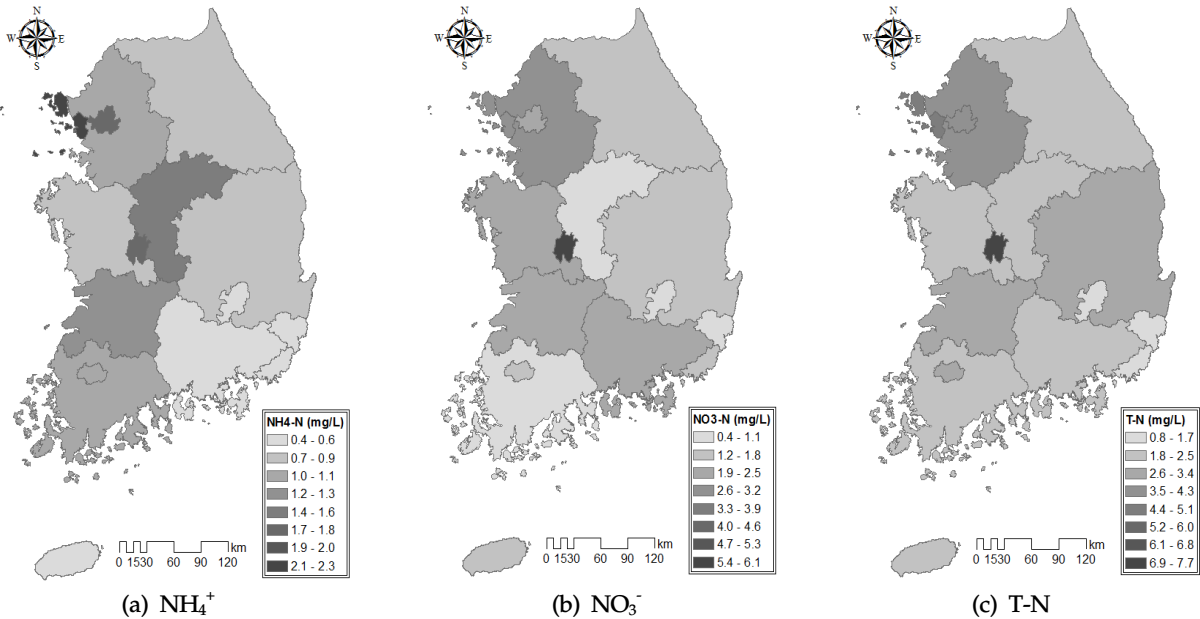 N
W E
S
NH4-N (mg/L)
0.4 - 0.6
0.7 - 0.9
1.0 - 1.1
1.2 - 1.3
1.4 - 1.6
1.7 - 1.8
1.9 - 2.0
2.1 - 2.3
km
0 1530 60 90 120
(a) NH₄⁺
N
W E
S
NO3-N (mg/L)
0.4 - 1.1
1.2 - 1.8
1.9 - 2.5
2.6 - 3.2
3.3 - 3.9
4.0 - 4.6
4.7 - 5.3
5.4 - 6.1
km
0 1530 60 90 120
(b) NO₃⁻
N
W E
S
T-N (mg/L)
0.8 - 1.7
1.8 - 2.5
2.6 - 3.4
3.5 - 4.3
4.4 - 5.1
5.2 - 6.0
6.1 - 6.8
6.9 - 7.7
km
0 1530 60 90 120
(c) T-N